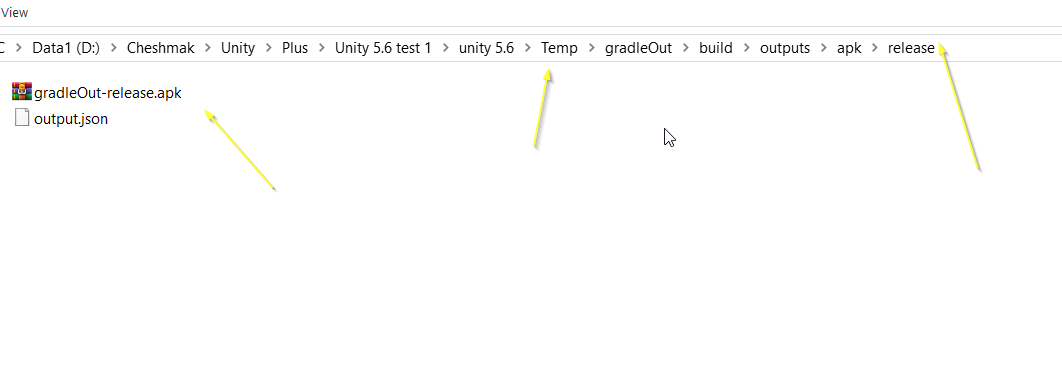 View
C > Data1 (D:) > Cheshmak > Unity > Plus > Unity 5.6 test 1 > unity 5.6 > Temp > gradleOut > build > outputs > apk > release
gradleOut-release.apk
output.json